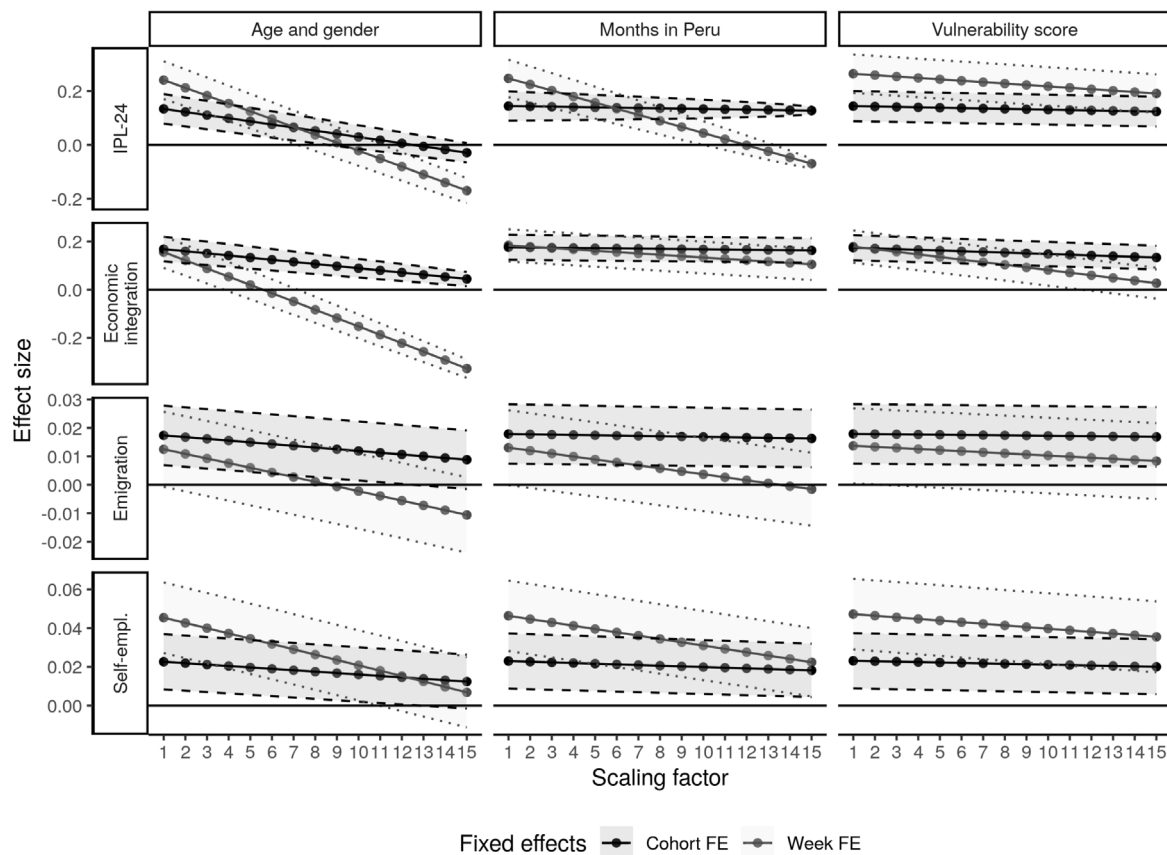 Age and gender
Months in Peru
Vulnerability score
Effect size
IPL-24
0.2
0.0
-0.2
Economic
integration
0.2
0.0
-0.2
Emigration
0.03
0.02
0.01
0.00
-0.01
-0.02
Self-empl.
0.06
0.04
0.02
0.00
1 2 3 4 5 6 7 8 9 10 11 12 13 14 15
1 2 3 4 5 6 7 8 9 10 11 12 13 14 15
1 2 3 4 5 6 7 8 9 10 11 12 13 14 15
Scaling factor
Fixed effects Cohort FE Week FE